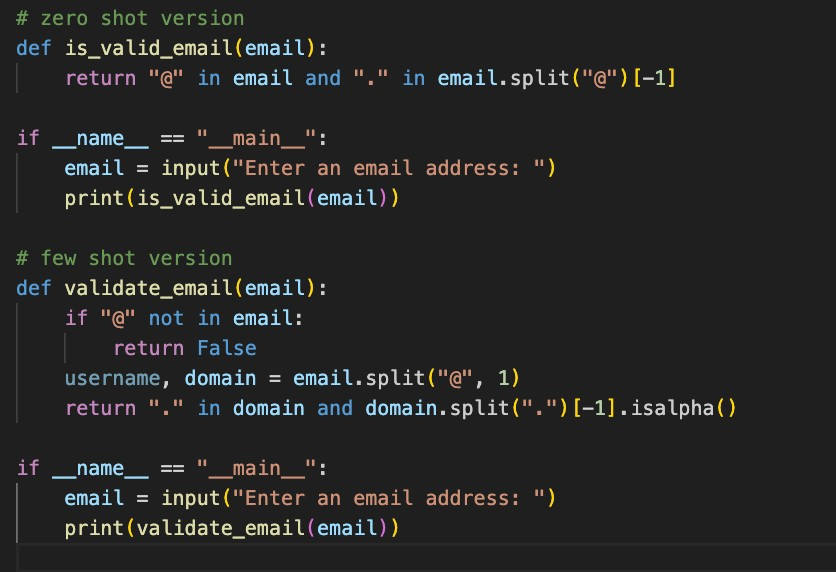 # zero shot version
def is_valid_email(email):
    return "@" in email and "." in email.split("@")[-1]

if __name__ == "__main__":
    email = input("Enter an email address: ")
    print(is_valid_email(email))

# few shot version
def validate_email(email):
    if "@" not in email:
        return False
    username, domain = email.split("@", 1)
    return "." in domain and domain.split(".")[-1].isalpha()

if __name__ == "__main__":
    email = input("Enter an email address: ")
    print(validate_email(email))